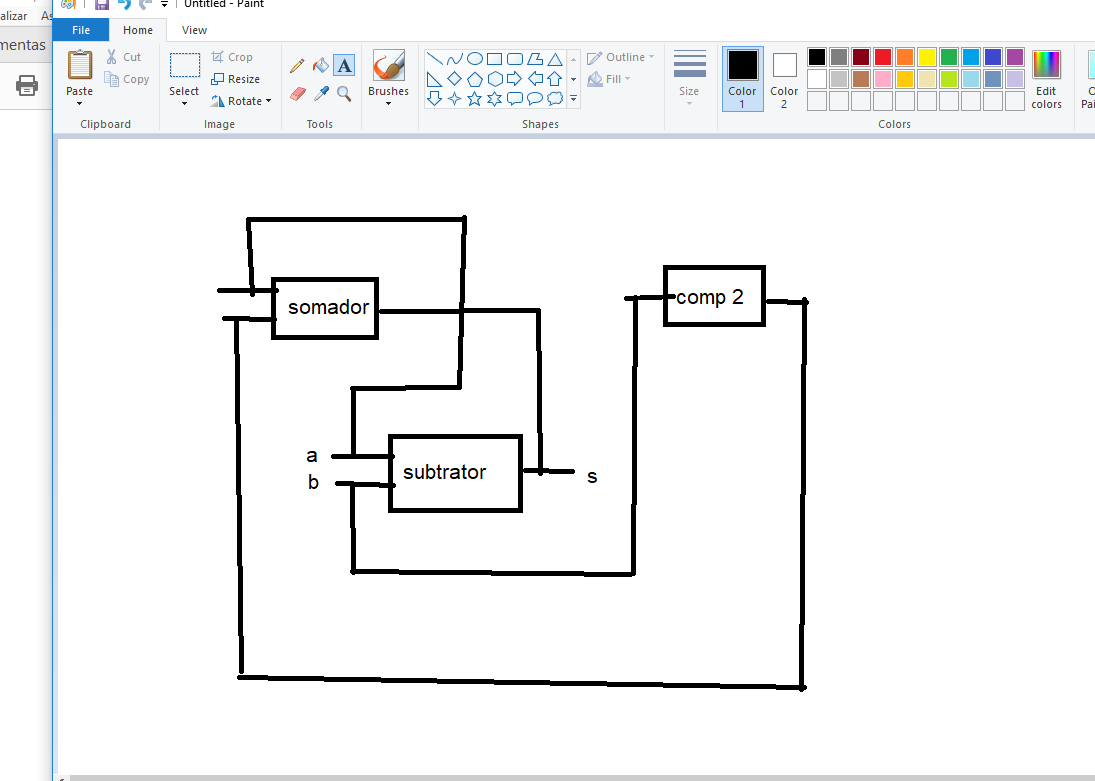 Untitled - Paint
alizar
As
File Home View
mentas
Paste
Cut
Copy
Clipboard
Select
Crop
Resize
Rotate
Image
A
Tools
Brushes
Shapes
Outline
Fill
Size
Color 1
Color 2
Edit colors
Colors
somador
comp 2
a
b
subtrator
s